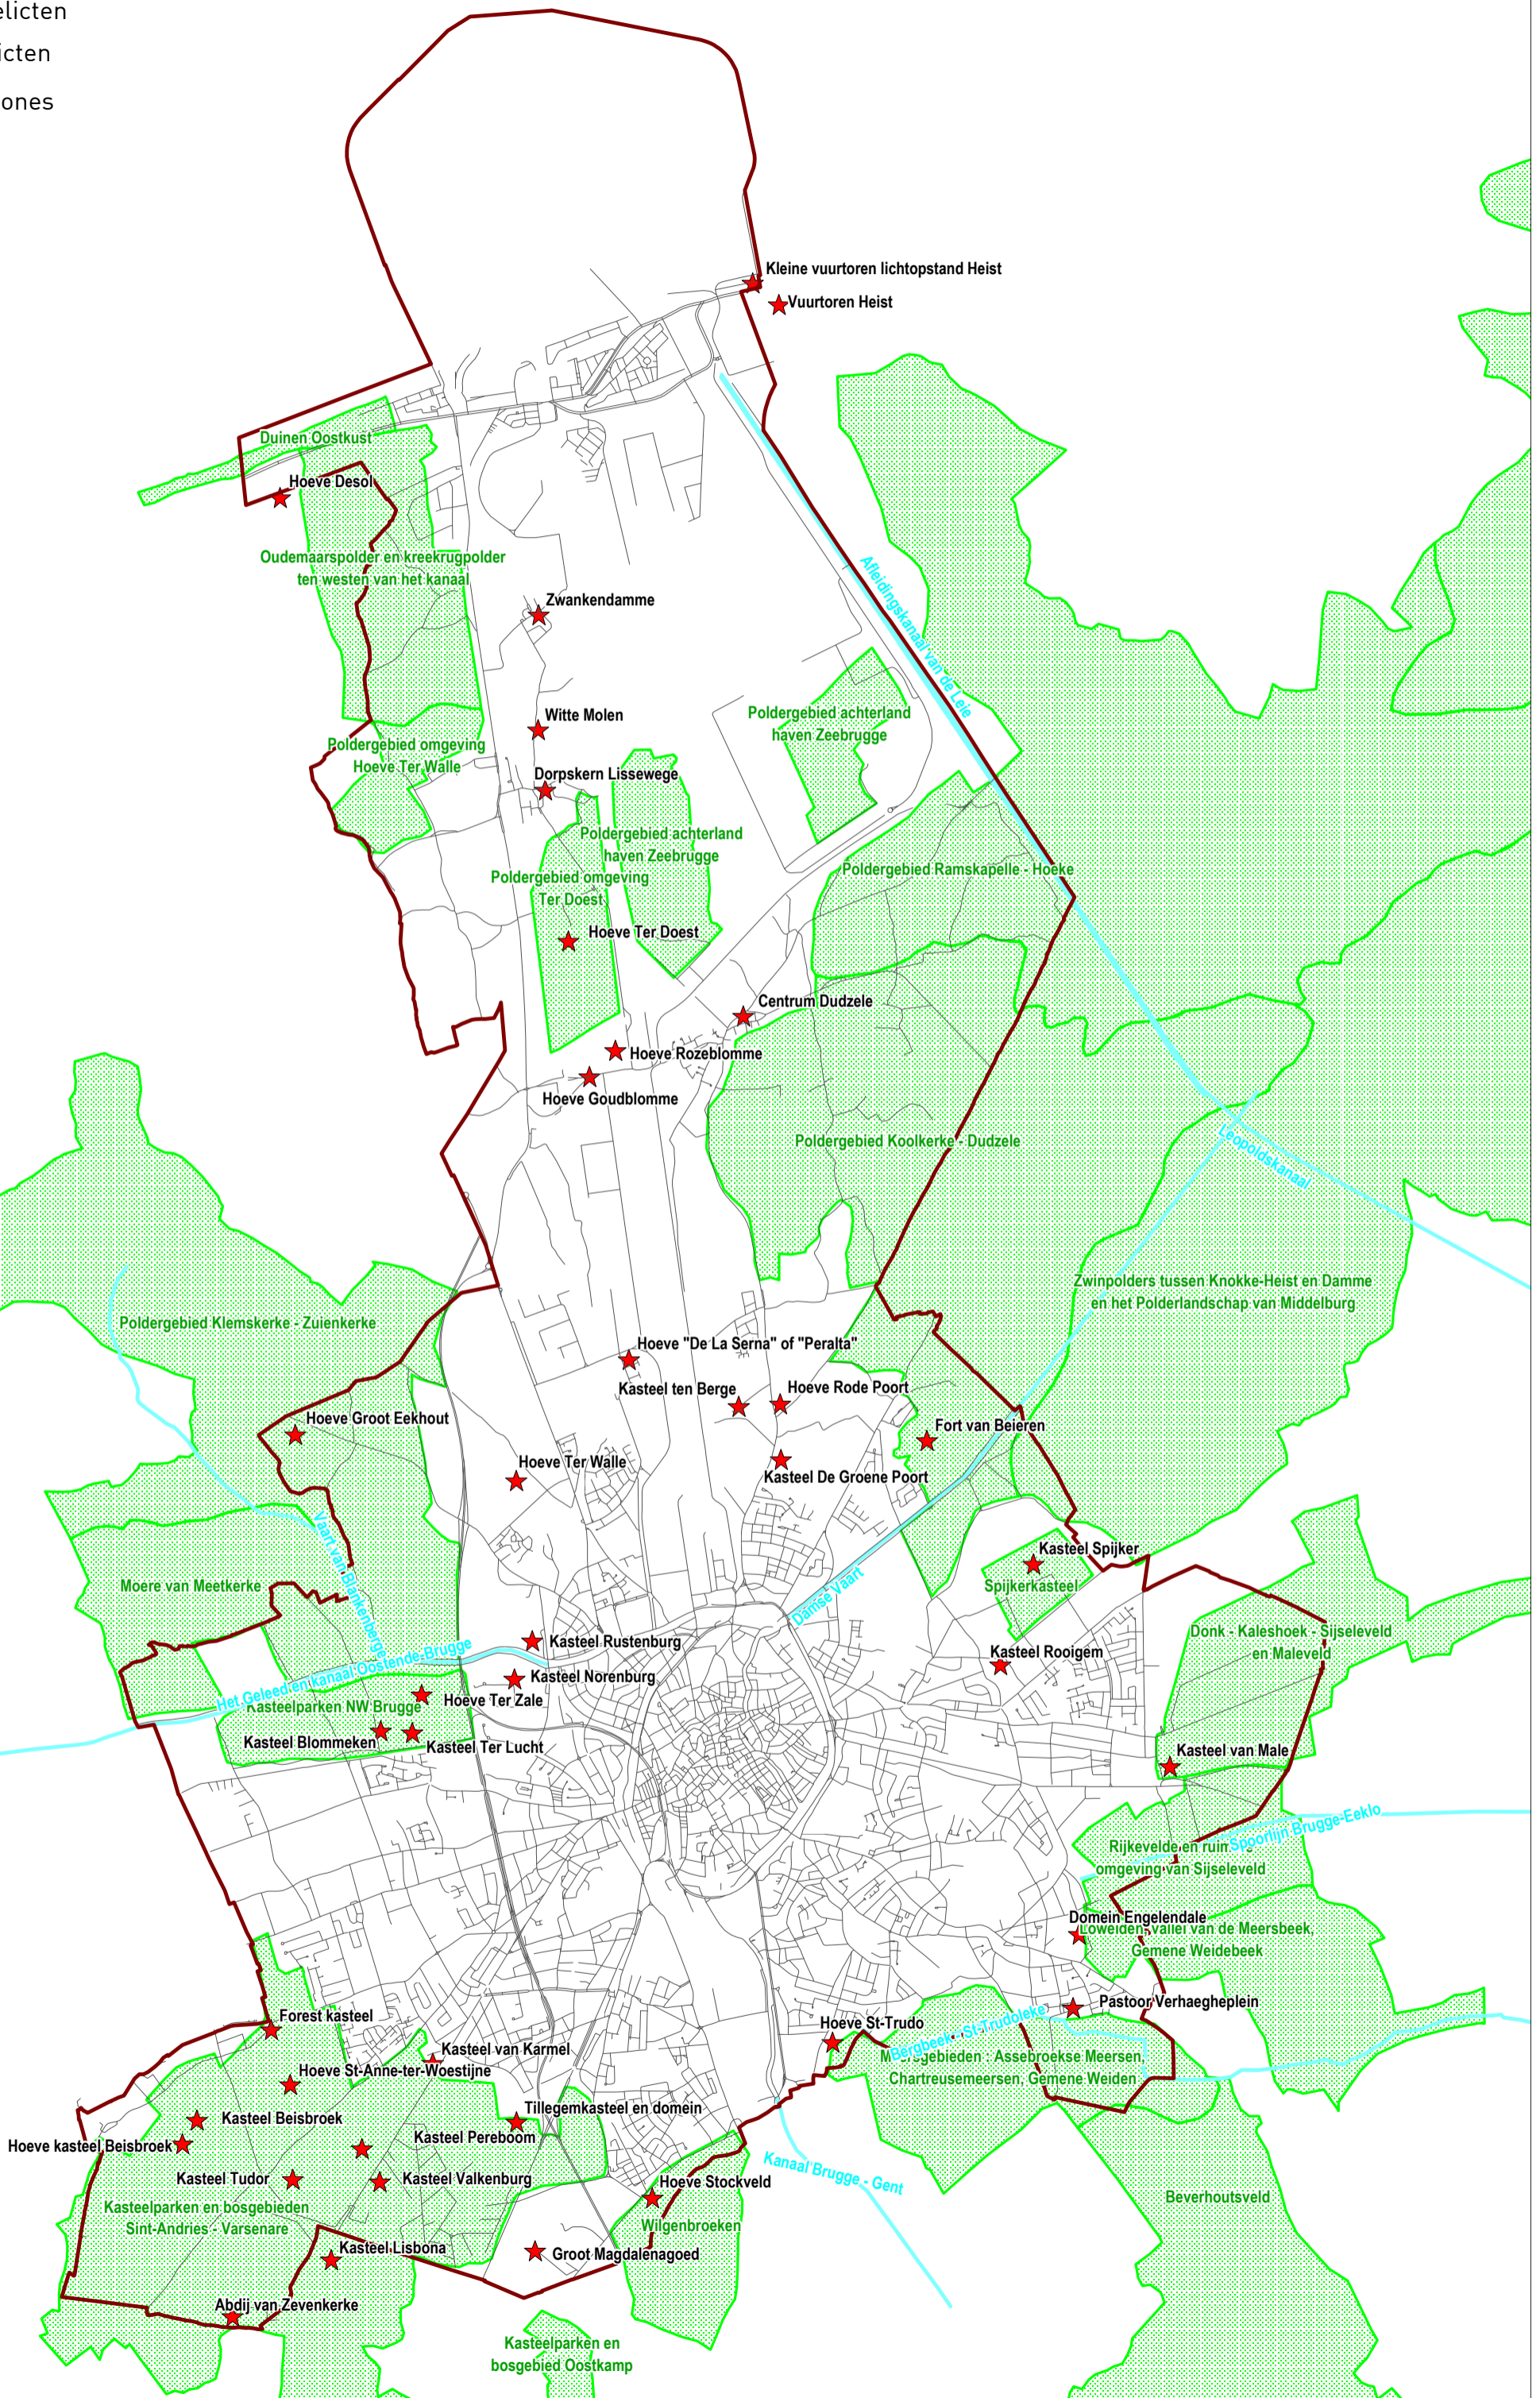 elicten
icten
ones
Kleine vuurtoren lichtopstand Heist
Vuurtoren Heist
Duinen Oostkust
Hoeve Desol
Oudemaarspolder en kreekrugpolder
ten westen van het kanaal
Afleidingskanaal van de Leie
Zwankendamme
Witte Molen
Poldergebied achterland
haven Zeebrugge
Poldergebied omgeving
Hoeve Ter Walle
Dorpskern Lissewege
Poldergebied achterland
haven Zeebrugge
Poldergebied omgeving
Ter Doest
Poldergebied Ramskapelle - Hoeke
Hoeve Ter Doest
Centrum Dudzele
Hoeve Rozeblomme
Hoeve Goudblomme
Poldergebied Koolkerke - Dudzele
Leopoldskanaal
Zwinpolders tussen Knokke-Heist en Damme
en het Polderlandschap van Middelburg
Poldergebied Klemskerke - Zuienkerke
Hoeve "De La Serna" of "Peralta"
Kasteel ten Berge
Hoeve Rode Poort
Hoeve Groot Eekhout
Fort van Beieren
Hoeve Ter Walle
Kasteel De Groene Poort
Vaart van Blankenberge
Kasteel Spijker
Moere van Meetkerke
Spijkerkasteel
Damse Vaart
Donk - Kaleshoek - Sijseleveld
en Maleveld
Kasteel Rustenburg
Kasteel Rooigem
Het Geleed en kanaal Oostende-Brugge
Kasteel Norenburg
Hoeve Ter Zale
Kasteelparken NW Brugge
Kasteel Blommeken
Kasteel Ter Lucht
Kasteel van Male
Spoorlijn Brugge-Eeklo
Rijkevelde en ruim
omgeving van Sijseleveld
Domein Engelendale
Loweiden, vallei van de Meersbeek,
Gemene Weidebeek
Pastoor Verhaegheplein
Forest kasteel
Hoeve St-Trudo
Bergbeek - St-Trudoleke
Kasteel van Karmel
Meersgebieden : Assebroekse Meersen,
Chartreusemeersen, Gemene Weiden
Hoeve St-Anne-ter-Woestijne
Tillegemkasteel en domein
Kasteel Beisbroek
Kasteel Pereboom
Hoeve kasteel Beisbroek
Kanaal Brugge - Gent
Kasteel Tudor
Kasteel Valkenburg
Hoeve Stockveld
Beverhoutsveld
Kasteelparken en bosgebieden
Sint-Andries - Varsenare
Wilgenbroeken
Kasteel Lisbona
Groot Magdalenagoed
Abdij van Zevenkerke
Kasteelparken en
bosgebied Oostkamp